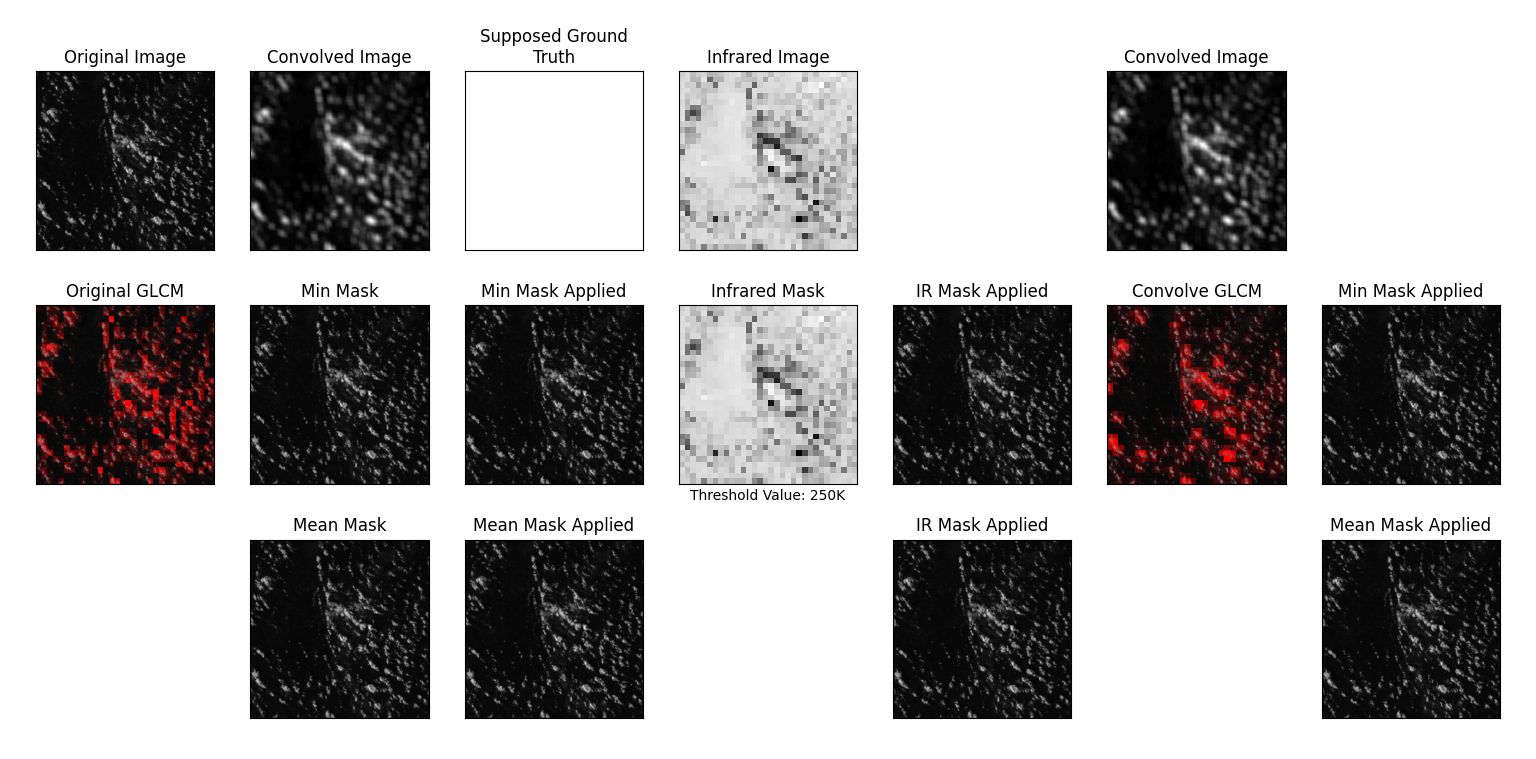 Original Image
Convolved Image
Supposed Ground
Truth
Infrared Image
Convolved Image
Original GLCM
Min Mask
Min Mask Applied
Infrared Mask
IR Mask Applied
Convolve GLCM
Min Mask Applied
Threshold Value: 250K
Mean Mask
Mean Mask Applied
IR Mask Applied
Mean Mask Applied